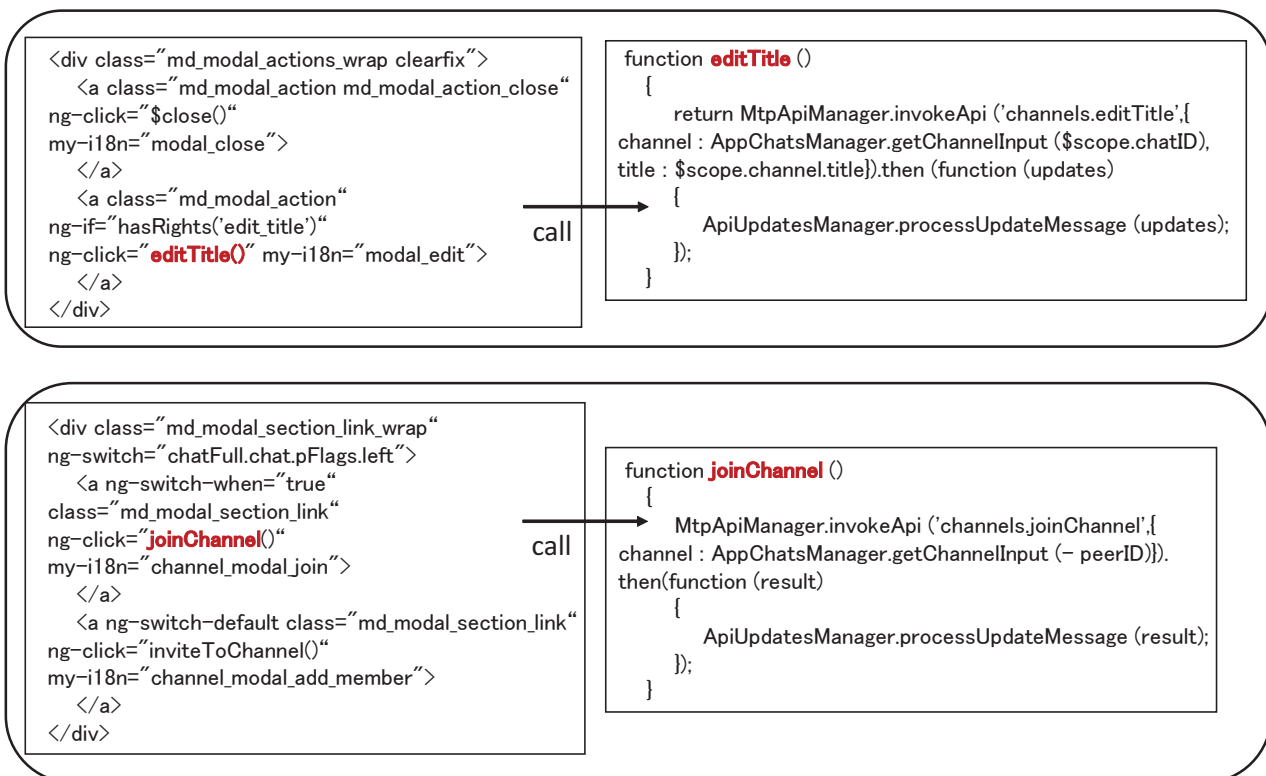 <div class="md_modal_actions_wrap clearfix">
<a class="md_modal_action md_modal_action_close“
ng-click="$close()“
my-i18n="modal_close">
</a>
<a class="md_modal_action“
ng-if="hasRights('edit_title')“
ng-click="editTitle()" my-i18n="modal_edit">
</a>
</div>
call
function editTitle ()
{
return MtpApiManager.invokeApi ('channels.editTitle',{
channel : AppChatsManager.getChannelInput ($scope.chatID),
title : $scope.channel.title}).then (function (updates)
{
ApiUpdatesManager.processUpdateMessage (updates);
});
}
<div class="md_modal_section_link_wrap“
ng-switch="chatFull.chat.pFlags.left">
<a ng-switch-when="true“
class="md_modal_section_link“
ng-click="joinChannel()“
my-i18n="channel_modal_join">
</a>
<a ng-switch-default class="md_modal_section_link“
ng-click="inviteToChannel()“
my-i18n="channel_modal_add_member">
</a>
</div>
call
function joinChannel ()
{
MtpApiManager.invokeApi ('channels.joinChannel',{
channel : AppChatsManager.getChannelInput (- peerID)}).
then(function (result)
{
ApiUpdatesManager.processUpdateMessage (result);
});
}